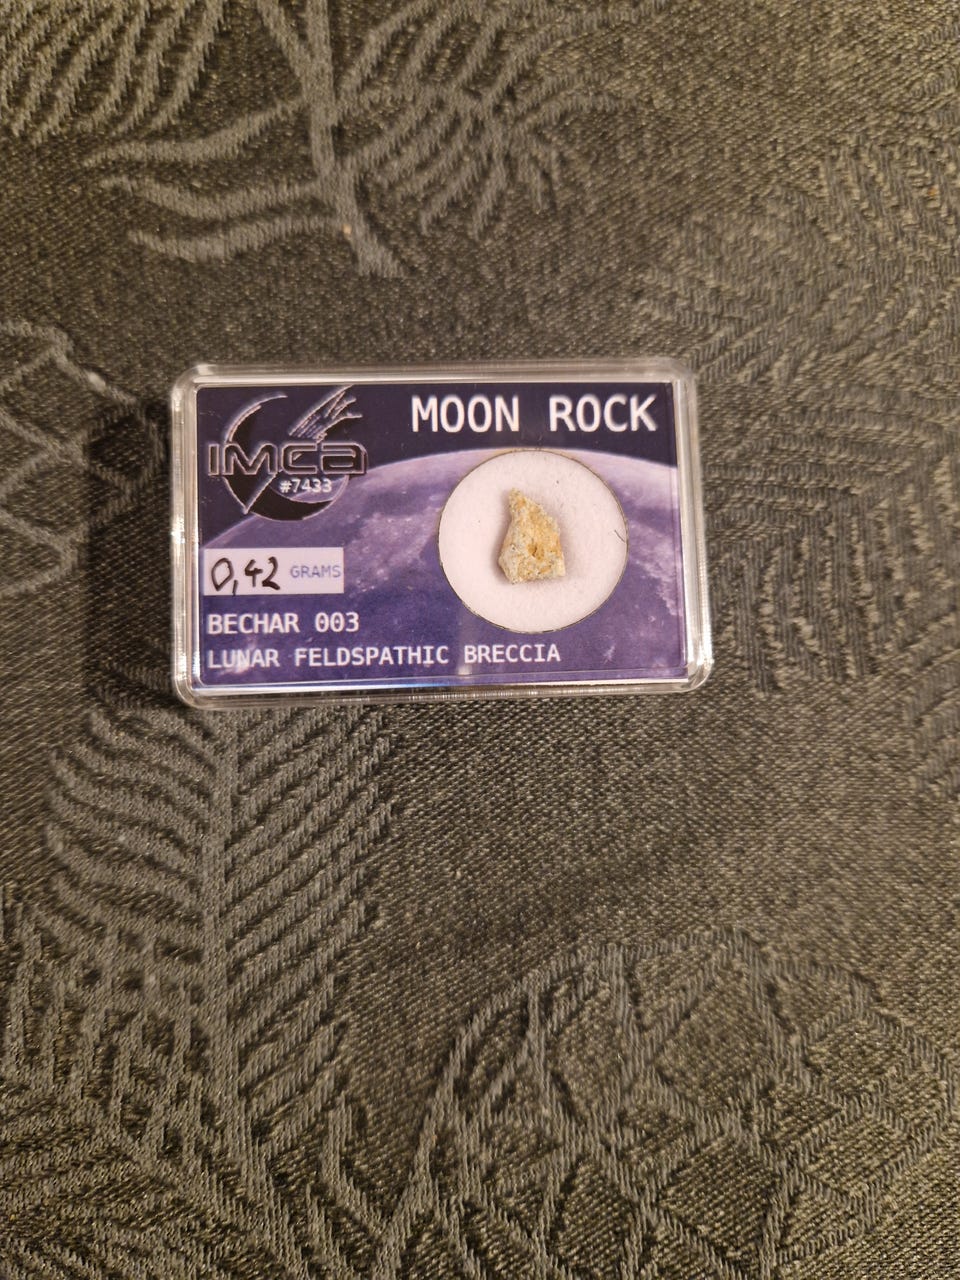 MOON ROCK
IMCA
#7433
0,42 GRAMS
BECHAR 003
LUNAR FELDSPATHIC BRECCIA